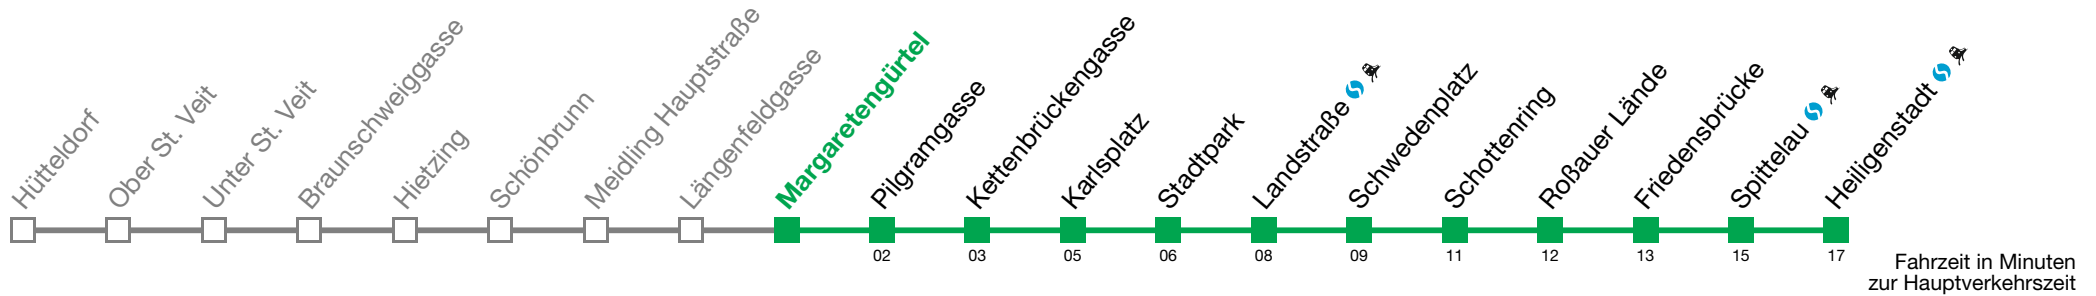 Hütteldorf
Ober St. Veit
Unter St. Veit
Braunschweiggasse
Hietzing
Schönbrunn
Meidling Hauptstraße
Längenfeldgasse
Margaretengürtel
Pilgramgasse
Kettenbrückengasse
Karlsplatz
Stadtpark
Landstraße
Schwedenplatz
Schottenring
Roßauer Lände
Friedensbrücke
Spittelau
Heiligenstadt
02
03
05
06
08
09
11
12
13
15
17
Fahrzeit in Minuten
zur Hauptverkehrszeit